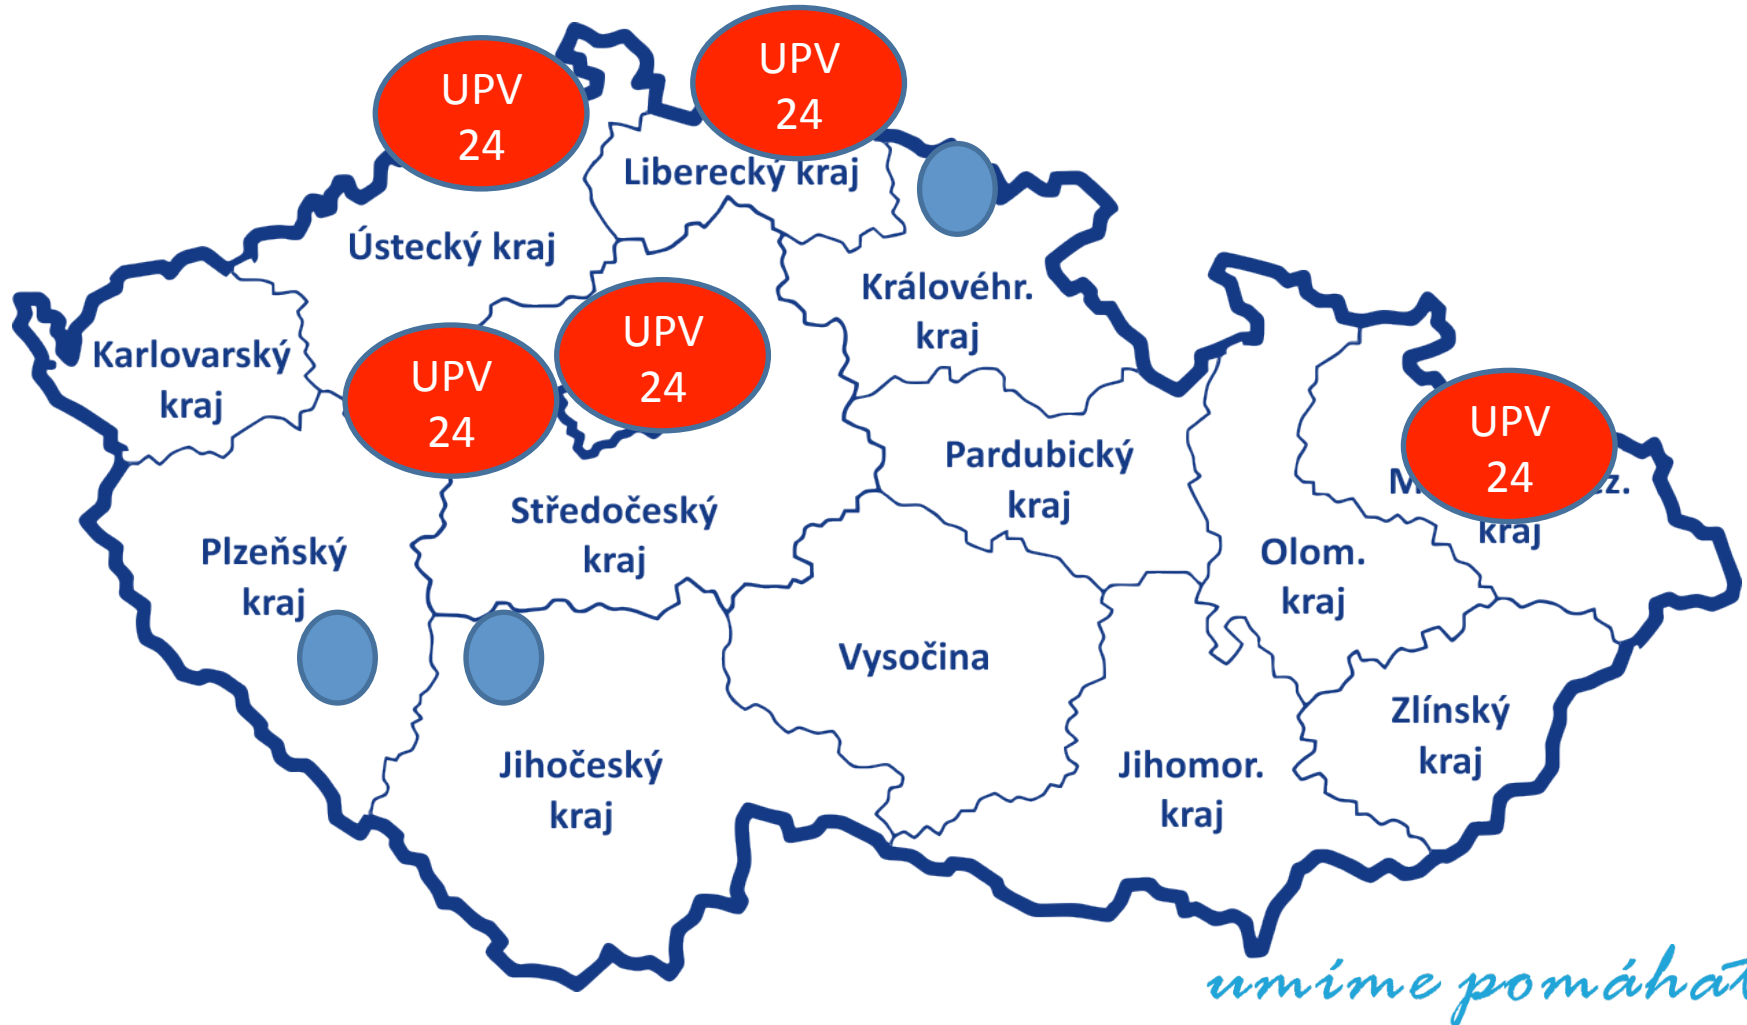 UPV
24
UPV
24
Liberecký kraj
Ústecký kraj
Královéhr.
kraj
UPV
24
Karlovarský
kraj
UPV
24
UPV
24
kraj
Pardubický
kraj
Středočeský
kraj
Plzeňský
kraj
Olom.
kraj
Vysočina
Zlínský
kraj
Jihočeský
kraj
Jihomor.
kraj
umíme pomáhat